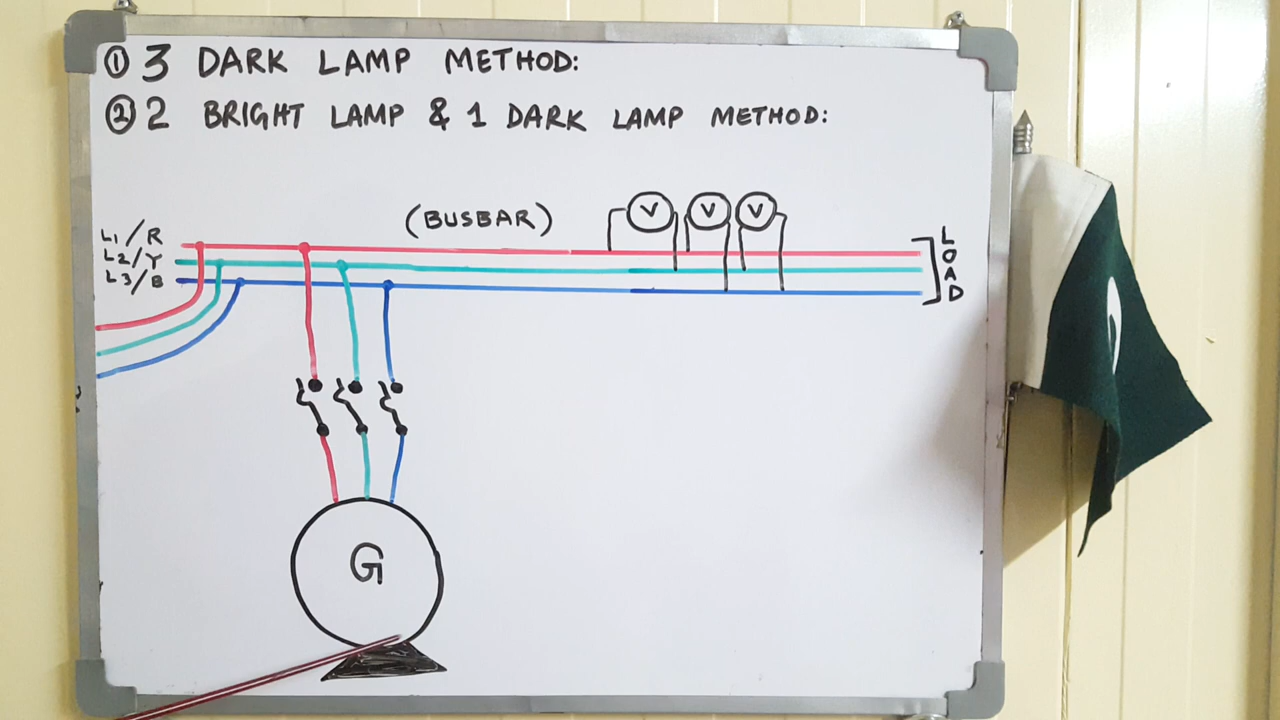 ① 3 DARK LAMP METHOD:
② 2 BRIGHT LAMP & 1 DARK LAMP METHOD:
(BUSBAR)
V V V
L1/R
L2/Y
L3/B
LOAD
G